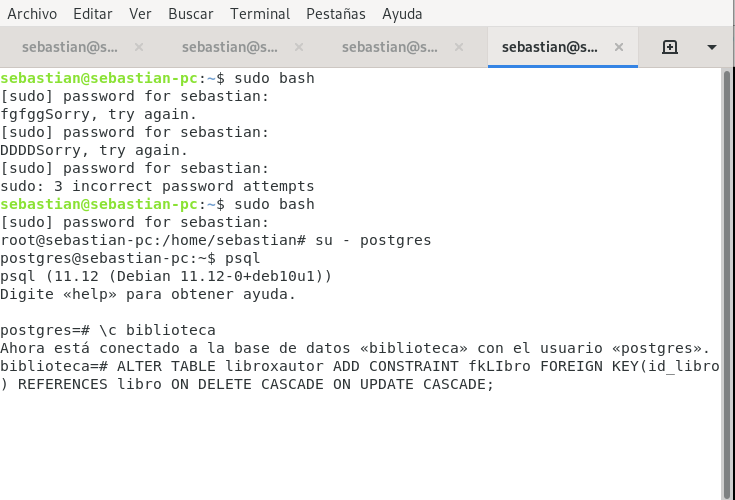 Archivo Editar Ver Buscar Terminal Pestañas Ayuda
sebastian@s... × sebastian@s... × sebastian@s... × sebastian@s... ×
sebastian@sebastian-pc:~$ sudo bash
[sudo] password for sebastian:
fgfggSorry, try again.
[sudo] password for sebastian:
DDDDSorry, try again.
[sudo] password for sebastian:
sudo: 3 incorrect password attempts
sebastian@sebastian-pc:~$ sudo bash
[sudo] password for sebastian:
root@sebastian-pc:/home/sebastian# su - postgres
postgres@sebastian-pc:~$ psql
psql (11.12 (Debian 11.12-0+deb10u1))
Digite «help» para obtener ayuda.
postgres=# \c biblioteca
Ahora está conectado a la base de datos «biblioteca» con el usuario «postgres».
biblioteca=# ALTER TABLE libroxautor ADD CONSTRAINT fkLIbro FOREIGN KEY(id_libro
) REFERENCES libro ON DELETE CASCADE ON UPDATE CASCADE;